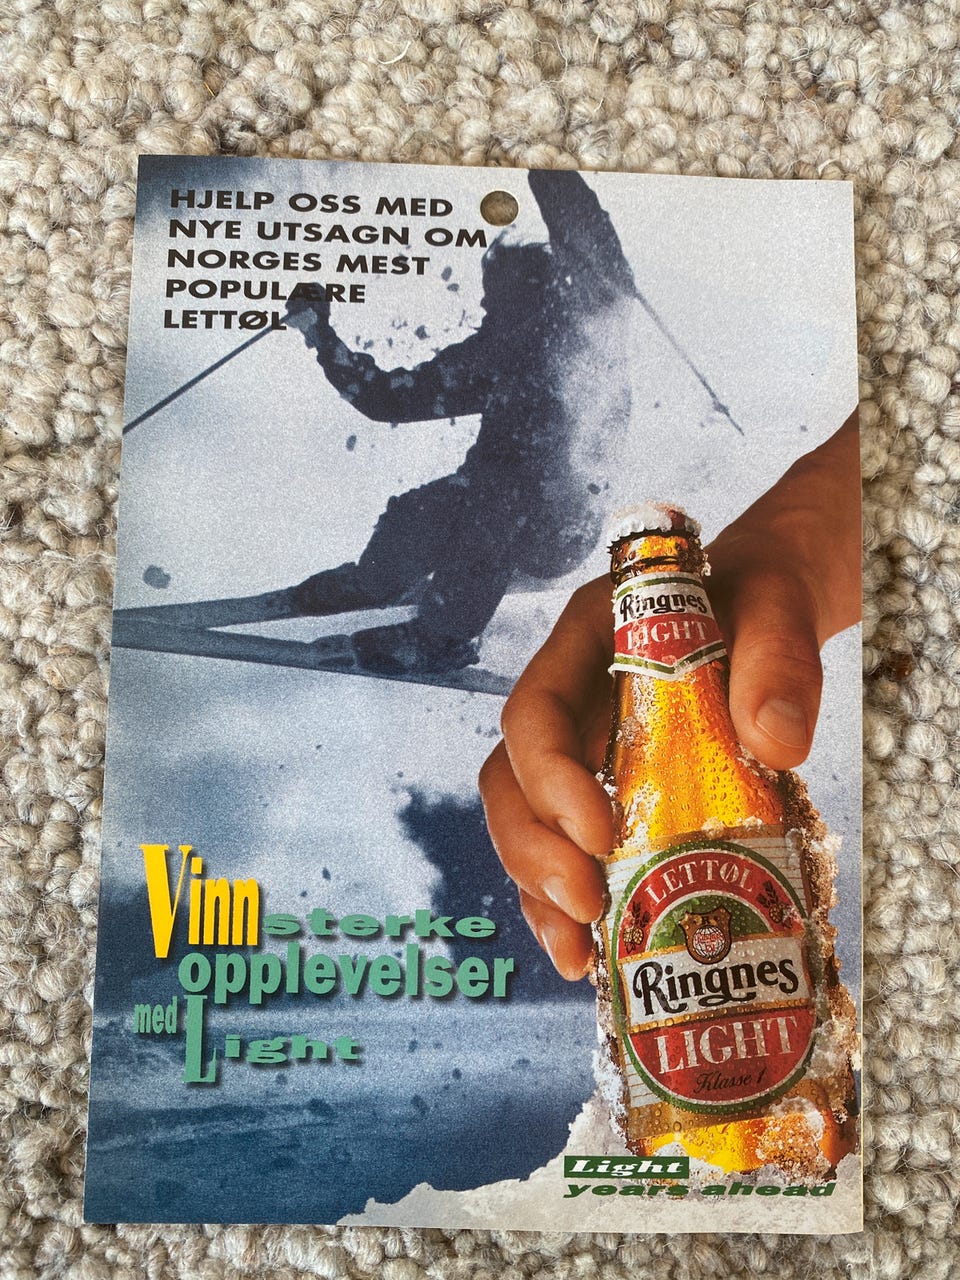 HJELP OSS MED
NYE UTSAGN OM
NORGES MEST
POPULÆRE
LETTØL
Ringnes
LIGHT
LETTØL
Ringnes
LIGHT
Klasse 1
Vinn sterke
opplevelser
med Light
Light
years ahead